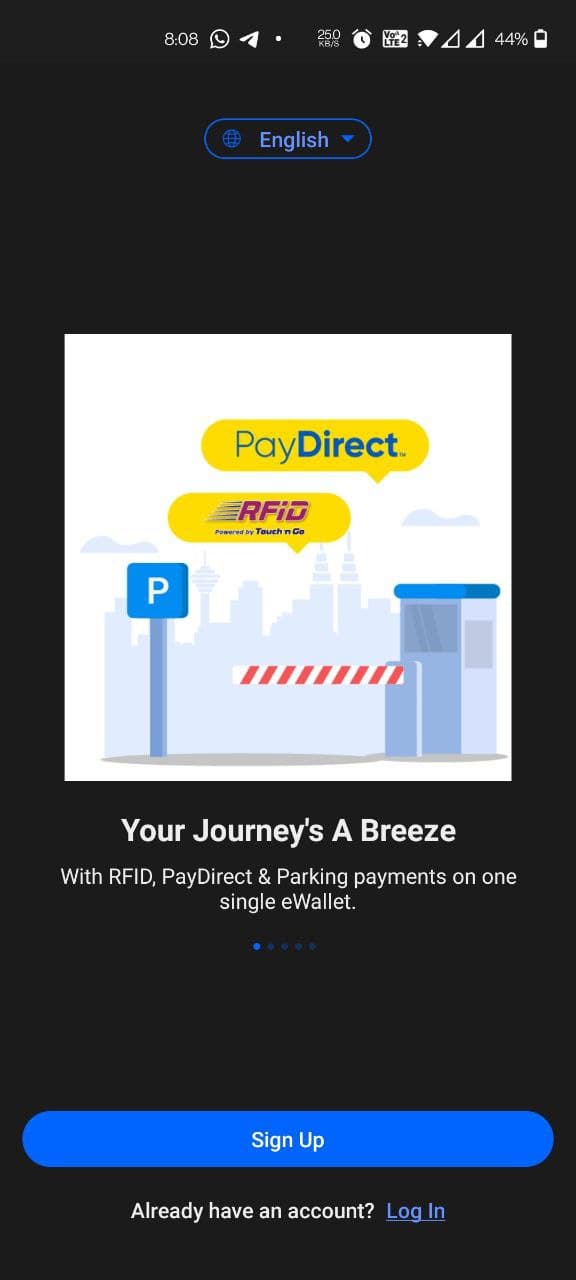 8:08
25.0
KB/S
Vo))
LTE2
44%
English
PayDirect™
RFiD
Powered by Touch 'n Go
P
Your Journey's A Breeze
With RFID, PayDirect & Parking payments on one
single eWallet.
Sign Up
Already have an account? Log In